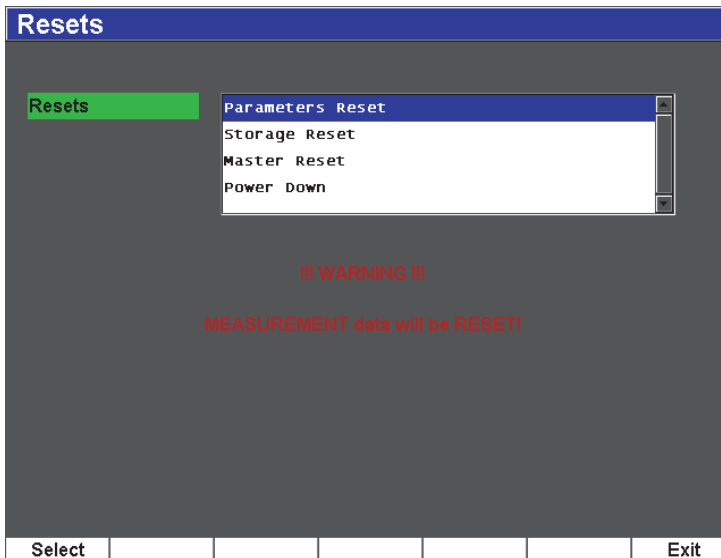 Resets
Resets
Parameters Reset
Storage Reset
Master Reset
Power Down
!!! WARNING !!!
MEASUREMENT data will be RESET!
Select
Exit